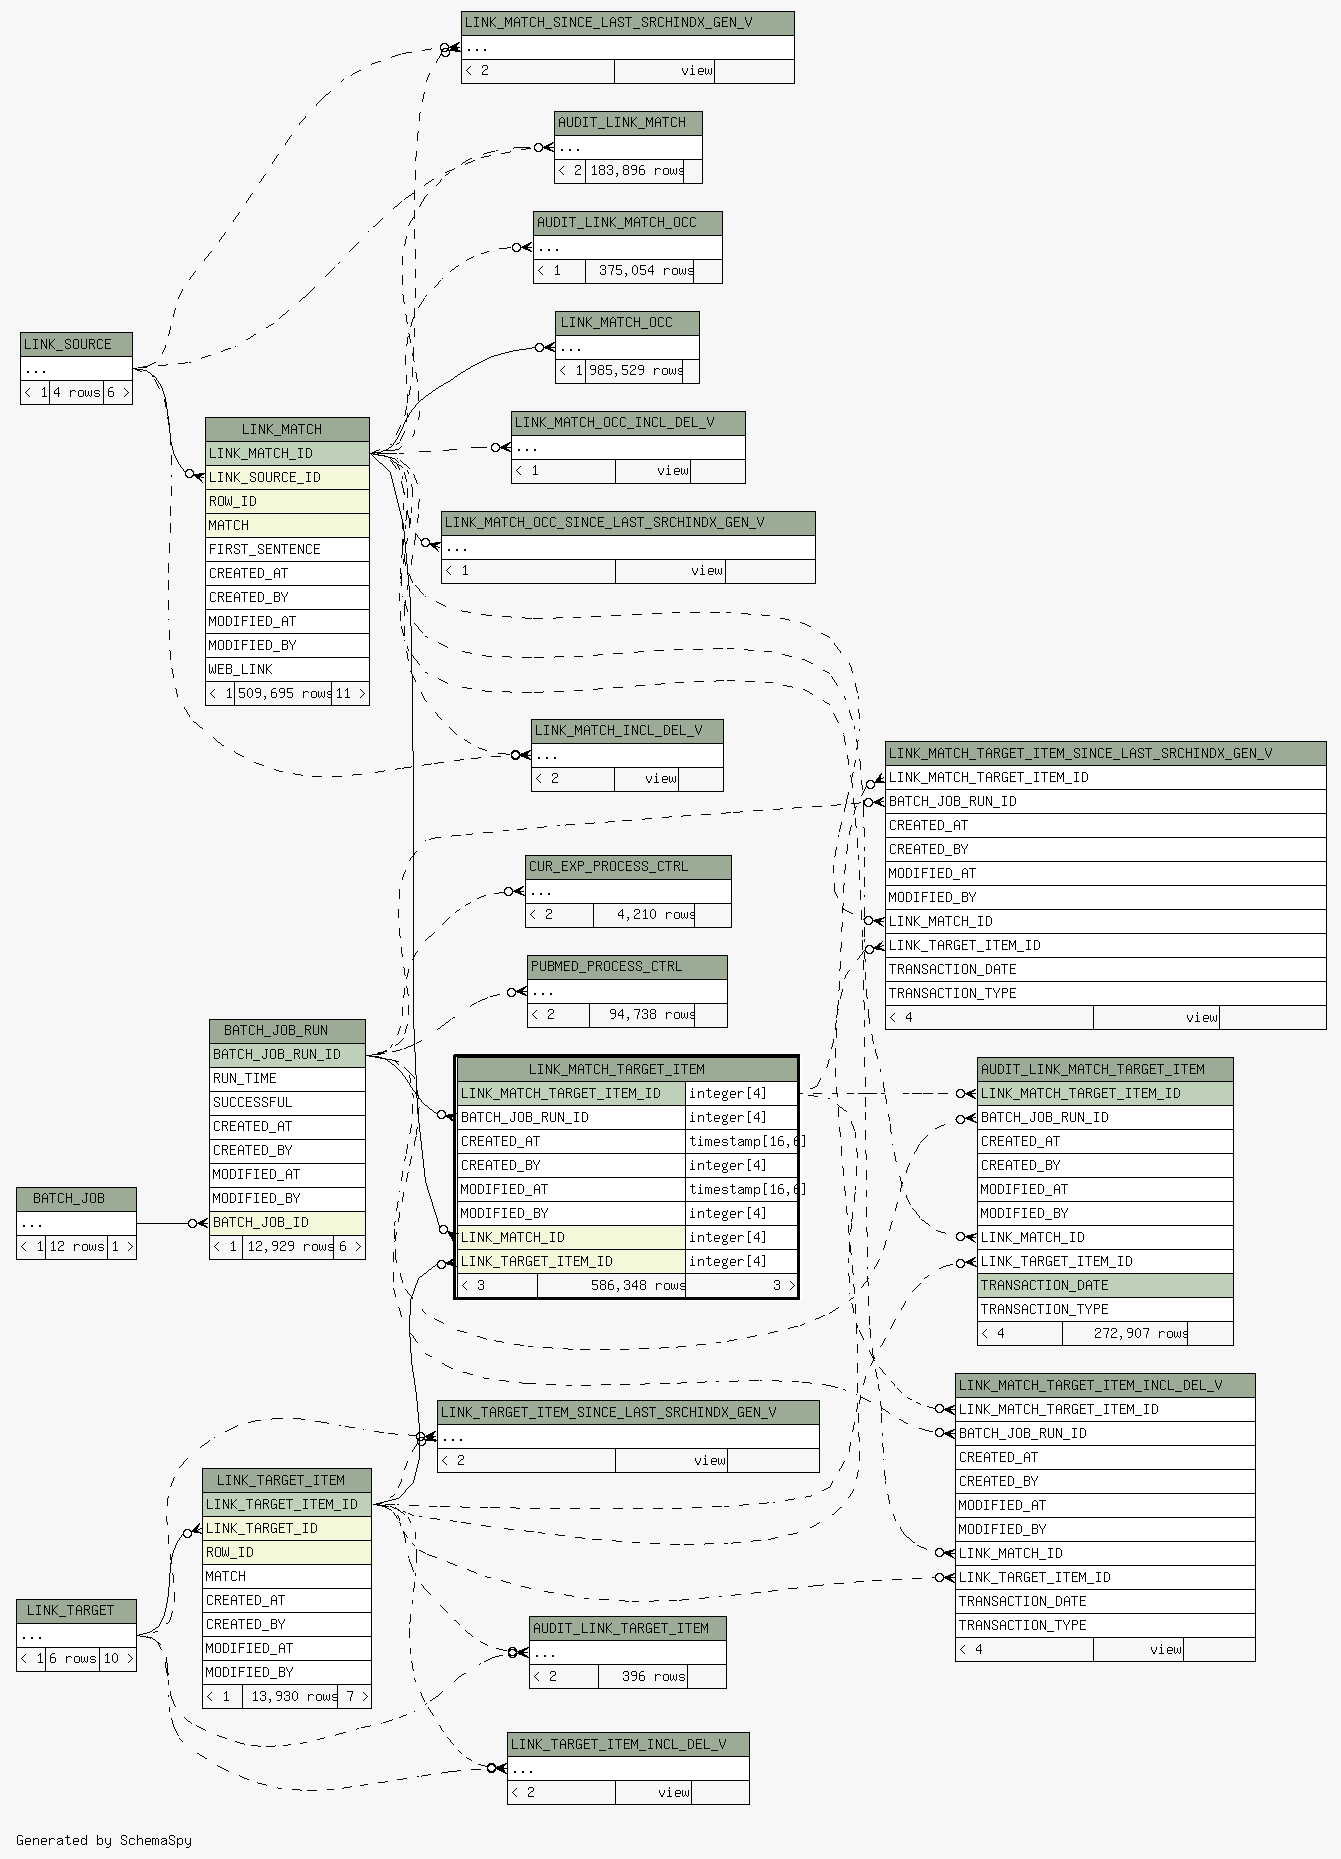 LINK_MATCH_SINCE_LAST_SRCHINDX_GEN_V
...
< 2 view
AUDIT_LINK_MATCH
...
< 2 183,896 rows
AUDIT_LINK_MATCH_OCC
...
< 1 375,054 rows
LINK_MATCH_OCC
...
< 1 985,529 rows
LINK_SOURCE
...
< 1 4 rows 6 >
LINK_MATCH
LINK_MATCH_ID
LINK_SOURCE_ID
ROW_ID
MATCH
FIRST_SENTENCE
CREATED_AT
CREATED_BY
MODIFIED_AT
MODIFIED_BY
WEB_LINK
< 1 509,695 rows 11 >
LINK_MATCH_OCC_INCL_DEL_V
...
< 1 view
LINK_MATCH_OCC_SINCE_LAST_SRCHINDX_GEN_V
...
< 1 view
LINK_MATCH_INCL_DEL_V
...
< 2 view
LINK_MATCH_TARGET_ITEM_SINCE_LAST_SRCHINDX_GEN_V
LINK_MATCH_TARGET_ITEM_ID
BATCH_JOB_RUN_ID
CREATED_AT
CREATED_BY
MODIFIED_AT
MODIFIED_BY
LINK_MATCH_ID
LINK_TARGET_ITEM_ID
TRANSACTION_DATE
TRANSACTION_TYPE
< 4 view
CUR_EXP_PROCESS_CTRL
...
< 2 4,210 rows
PUBMED_PROCESS_CTRL
...
< 2 94,738 rows
BATCH_JOB_RUN
BATCH_JOB_RUN_ID
RUN_TIME
SUCCESSFUL
CREATED_AT
CREATED_BY
MODIFIED_AT
MODIFIED_BY
BATCH_JOB_ID
< 1 12,929 rows 6 >
BATCH_JOB
...
< 1 12 rows 1 >
LINK_MATCH_TARGET_ITEM
LINK_MATCH_TARGET_ITEM_ID integer[4]
BATCH_JOB_RUN_ID integer[4]
CREATED_AT timestamp[16,6]
CREATED_BY integer[4]
MODIFIED_AT timestamp[16,6]
MODIFIED_BY integer[4]
LINK_MATCH_ID integer[4]
LINK_TARGET_ITEM_ID integer[4]
< 3 586,348 rows 3 >
AUDIT_LINK_MATCH_TARGET_ITEM
LINK_MATCH_TARGET_ITEM_ID
BATCH_JOB_RUN_ID
CREATED_AT
CREATED_BY
MODIFIED_AT
MODIFIED_BY
LINK_MATCH_ID
LINK_TARGET_ITEM_ID
TRANSACTION_DATE
TRANSACTION_TYPE
< 4 272,907 rows
LINK_MATCH_TARGET_ITEM_INCL_DEL_V
LINK_MATCH_TARGET_ITEM_ID
BATCH_JOB_RUN_ID
CREATED_AT
CREATED_BY
MODIFIED_AT
MODIFIED_BY
LINK_MATCH_ID
LINK_TARGET_ITEM_ID
TRANSACTION_DATE
TRANSACTION_TYPE
< 4 view
LINK_TARGET_ITEM_SINCE_LAST_SRCHINDX_GEN_V
...
< 2 view
LINK_TARGET_ITEM
LINK_TARGET_ITEM_ID
LINK_TARGET_ID
ROW_ID
MATCH
CREATED_AT
CREATED_BY
MODIFIED_AT
MODIFIED_BY
< 1 13,930 rows 7 >
LINK_TARGET
...
< 1 6 rows 10 >
AUDIT_LINK_TARGET_ITEM
...
< 2 396 rows
LINK_TARGET_ITEM_INCL_DEL_V
...
< 2 view
Generated by SchemaSpy